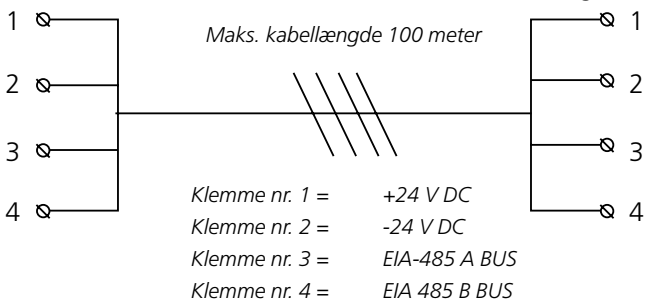 1 Maks. kabellængde 100 meter 1
2 2
3 3
4 4
Klemme nr. 1 = +24 V DC
Klemme nr. 2 = -24 V DC
Klemme nr. 3 = EIA-485 A BUS
Klemme nr. 4 = EIA 485 B BUS